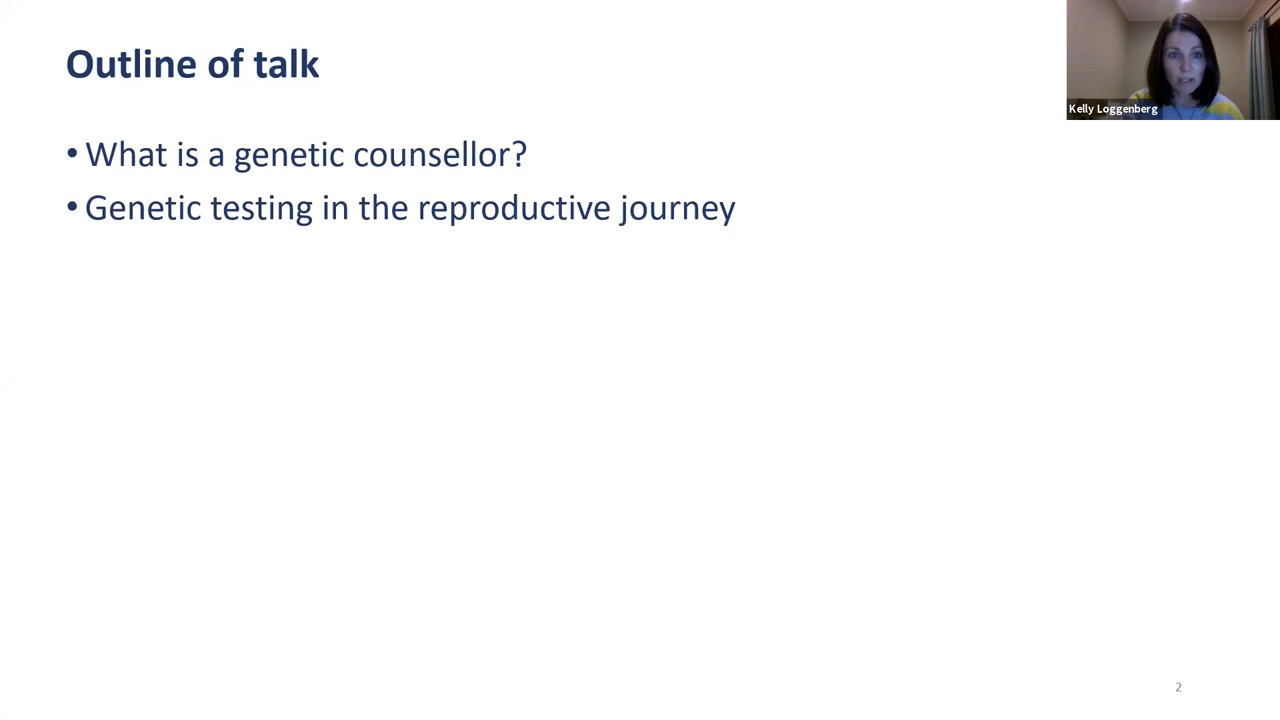 Outline of talk
Kelly Loggenberg
• What is a genetic counsellor?
• Genetic testing in the reproductive journey
2